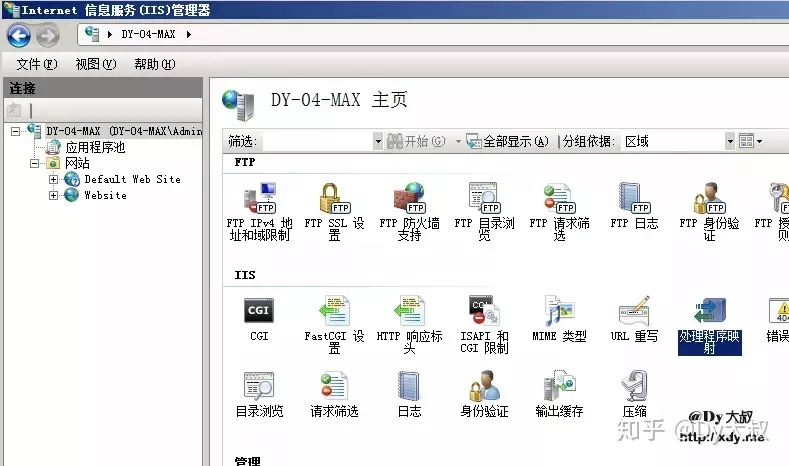 Internet 信息服务(IIS)管理器
DY-04-MAX
文件(F) 视图(V) 帮助(H)
连接
DY-04-MAX (DY-04-MAX\Admin
应用程序池
网站
Default Web Site
Website
DY-04-MAX 主页
筛选: 开始(G) 全部显示(A) 分组依据: 区域
FTP
FTP IPv4 地
址和域限制
FTP SSL 设
置
FTP 防火墙
支持
FTP 目录浏
览
FTP 请求筛
选
FTP 日志
FTP 身份验
证
FTP 授
则
IIS
CGI
CGI
FastCGI 设
置
HTTP 响应标
头
CGI
ISAPI 和
CGI 限制
MIME 类型
URL 重写
处理程序映
射
404
错误
目录浏览
请求筛选
日志
身份验证
输出缓存
压缩
管理
@Dy大叔
知乎 @Dy大叔
http://xdy.me